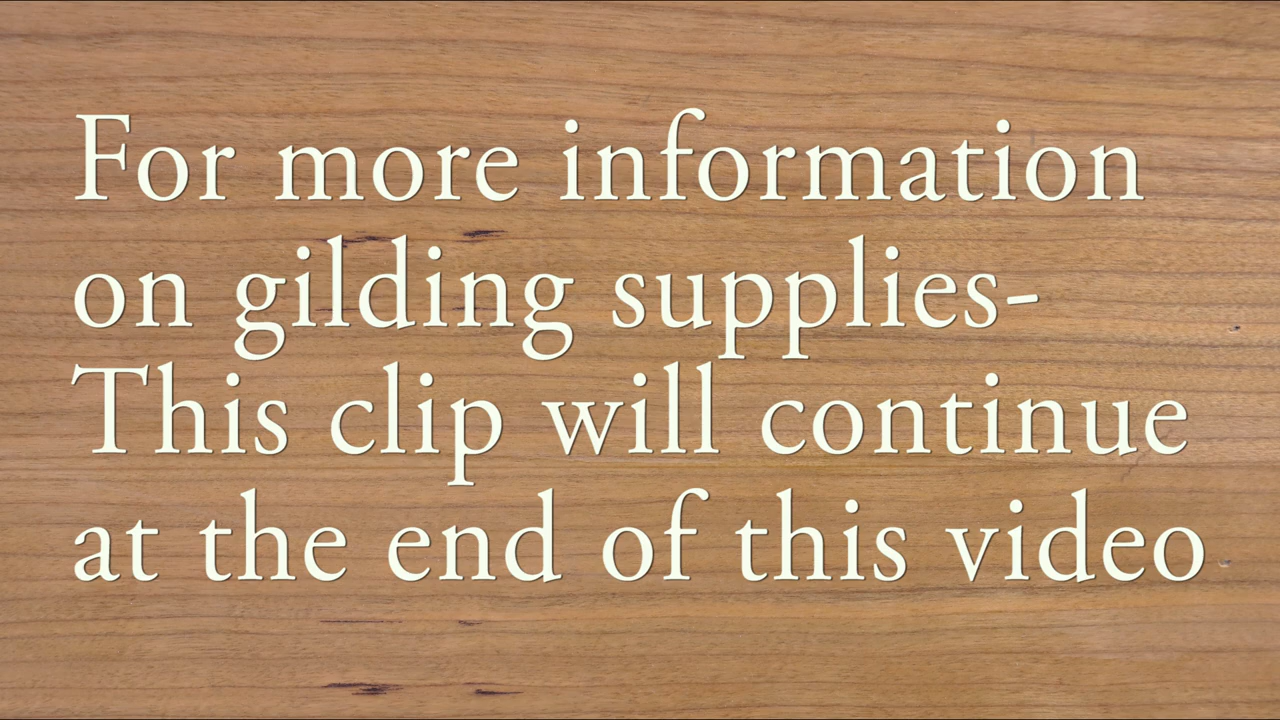 For more information
on gilding supplies-
This clip will continue
at the end of this video